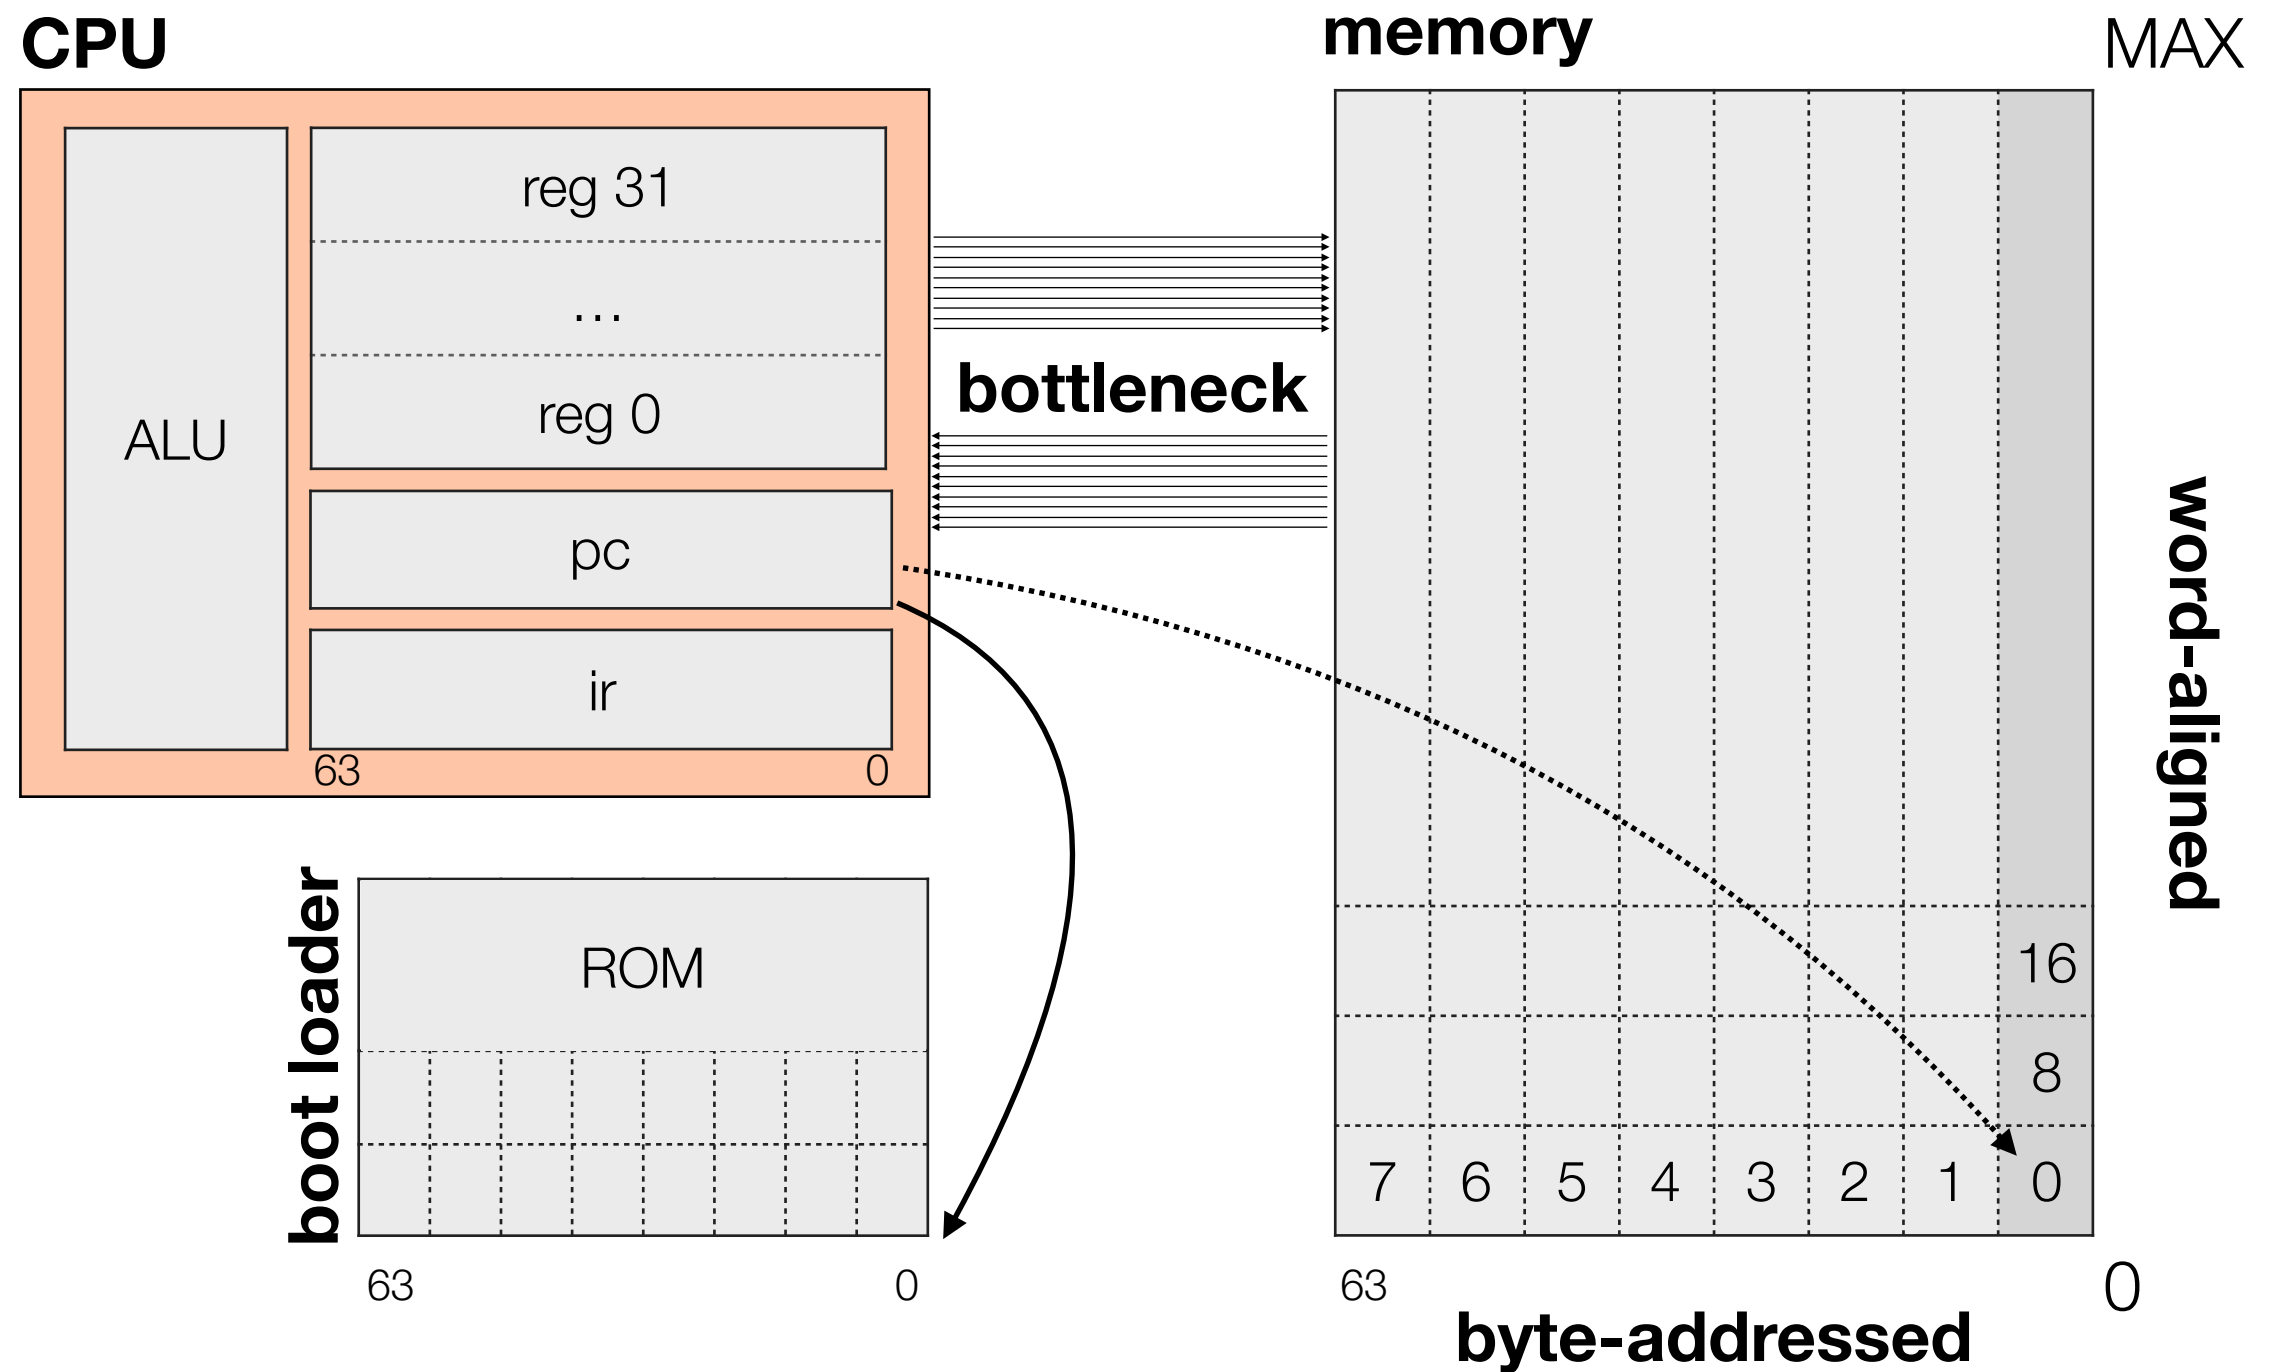 CPU
memory
MAX
ALU
reg 31
...
reg 0
pc
ir
63 0
bottleneck
boot loader
ROM
63 0
word-aligned
16
8
7 6 5 4 3 2 1 0
63 0
byte-addressed